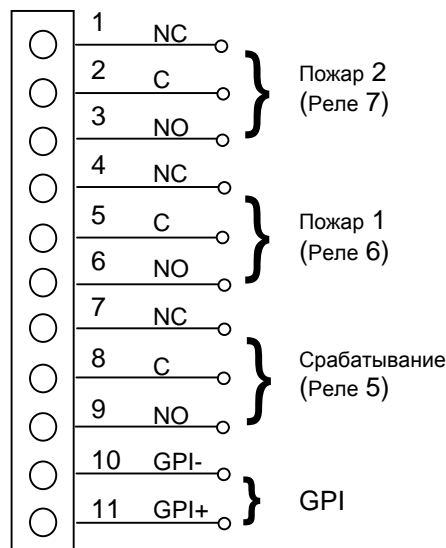 1 NC
2 C
3 NO
Пожар 2
(Реле 7)
4 NC
5 C
6 NO
Пожар 1
(Реле 6)
7 NC
8 C
9 NO
Срабатывание
(Реле 5)
10 GPI-
11 GPI+
GPI